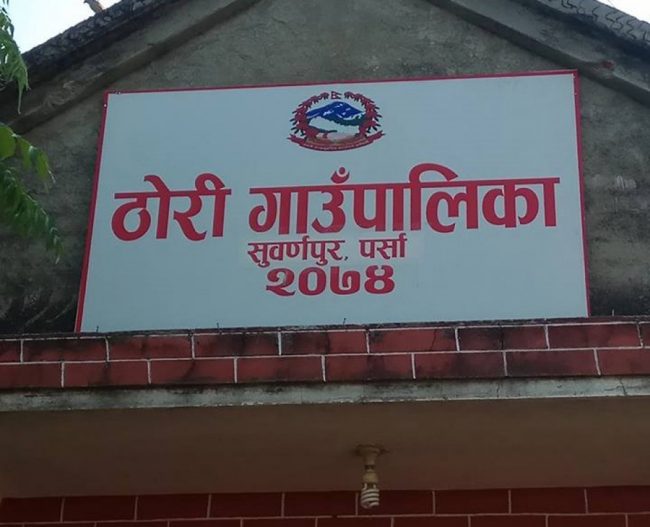 ठोरी गाउँपालिका
सुवर्णपुर, पर्सा
२०७४